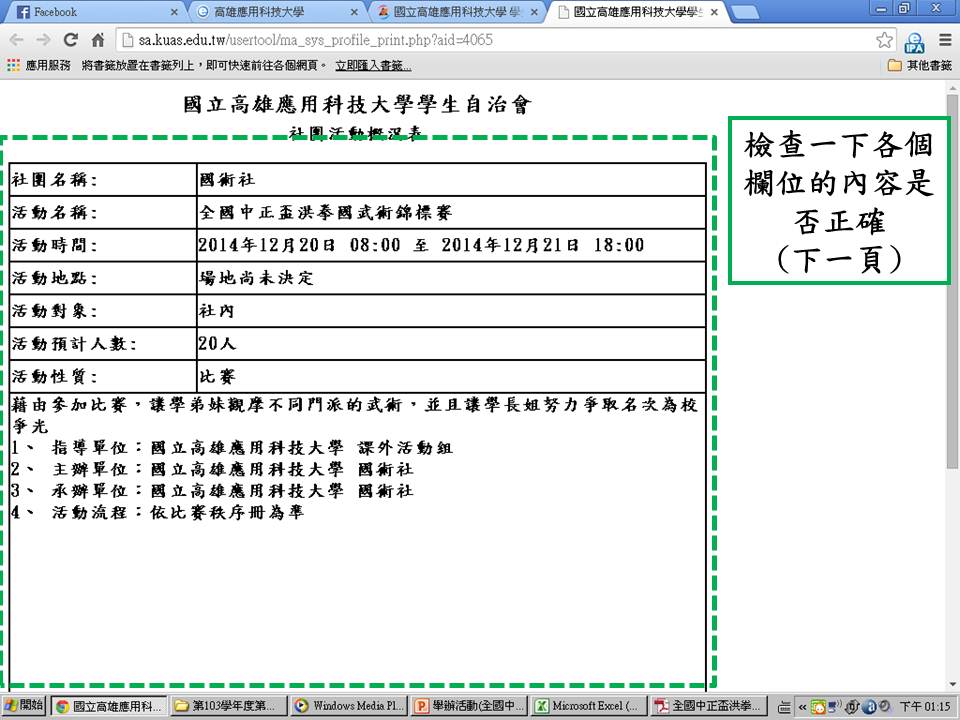 Facebook
高雄應用科技大學
國立高雄應用科技大學 學
國立高雄應用科技大學學生
sa.kuas.edu.tw/usertool/ma_sys_profile_print.php?aid=4065
應用服務 將書籤放置在書籤列上，即可快速前往各個網頁。 立即匯入書籤...
其他書籤
國立高雄應用科技大學學生自治會
社團活動概況表
社團名稱: 國術社
活動名稱: 全國中正盃洪拳國武術錦標賽
活動時間: 2014年12月20日 08:00 至 2014年12月21日 18:00
活動地點: 場地尚未決定
活動對象: 社內
活動預計人數: 20人
活動性質: 比賽
藉由參加比賽，讓學弟妹觀摩不同門派的武術，並且讓學長姐努力爭取名次為校
爭光
1、 指導單位：國立高雄應用科技大學 課外活動組
2、 主辦單位：國立高雄應用科技大學 國術社
3、 承辦單位：國立高雄應用科技大學 國術社
4、 活動流程：依比賽秩序冊為準
檢查一下各個
欄位的內容是
否正確
(下一頁)
開始
國立高雄應用科...
第103學年度第...
Windows Media Pl...
舉辦活動(全國中...
Microsoft Excel (...
全國中正盃洪拳...
下午 01:15